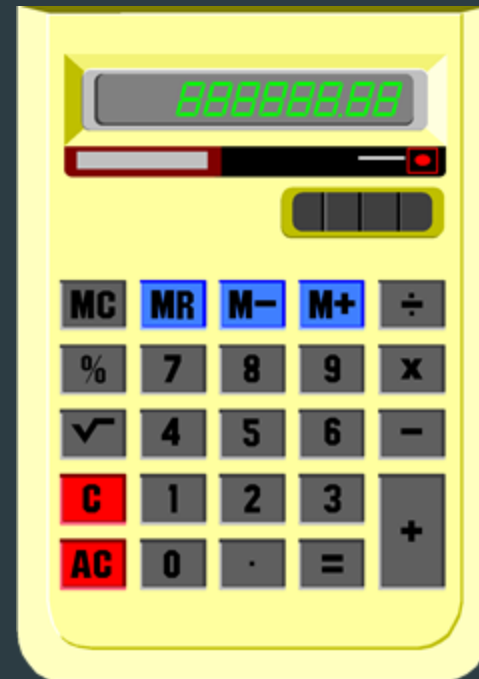 888888.88
MC MR M− M+ ÷
% 7 8 9 x
√ 4 5 6 −
C 1 2 3
+
AC 0 . =